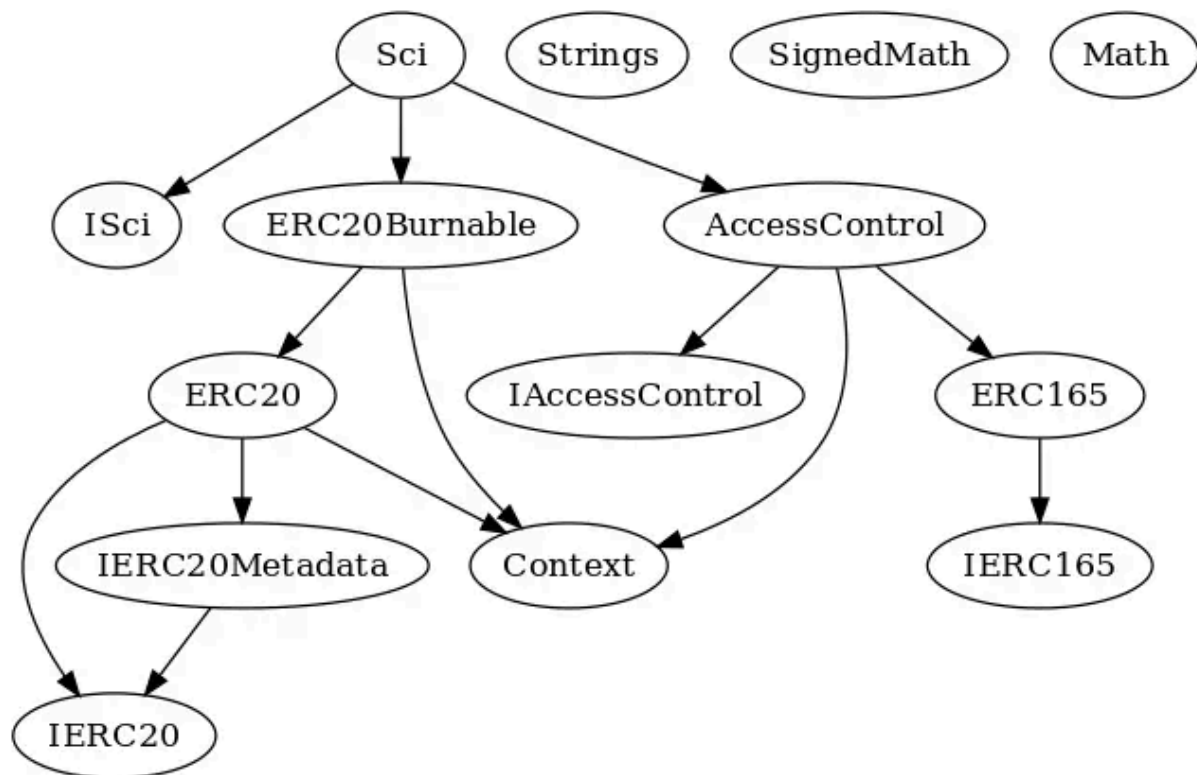 Sci Strings SignedMath Math
ISci ERC20Burnable AccessControl
ERC20 IAccessControl ERC165
IERC20Metadata Context IERC165
IERC20